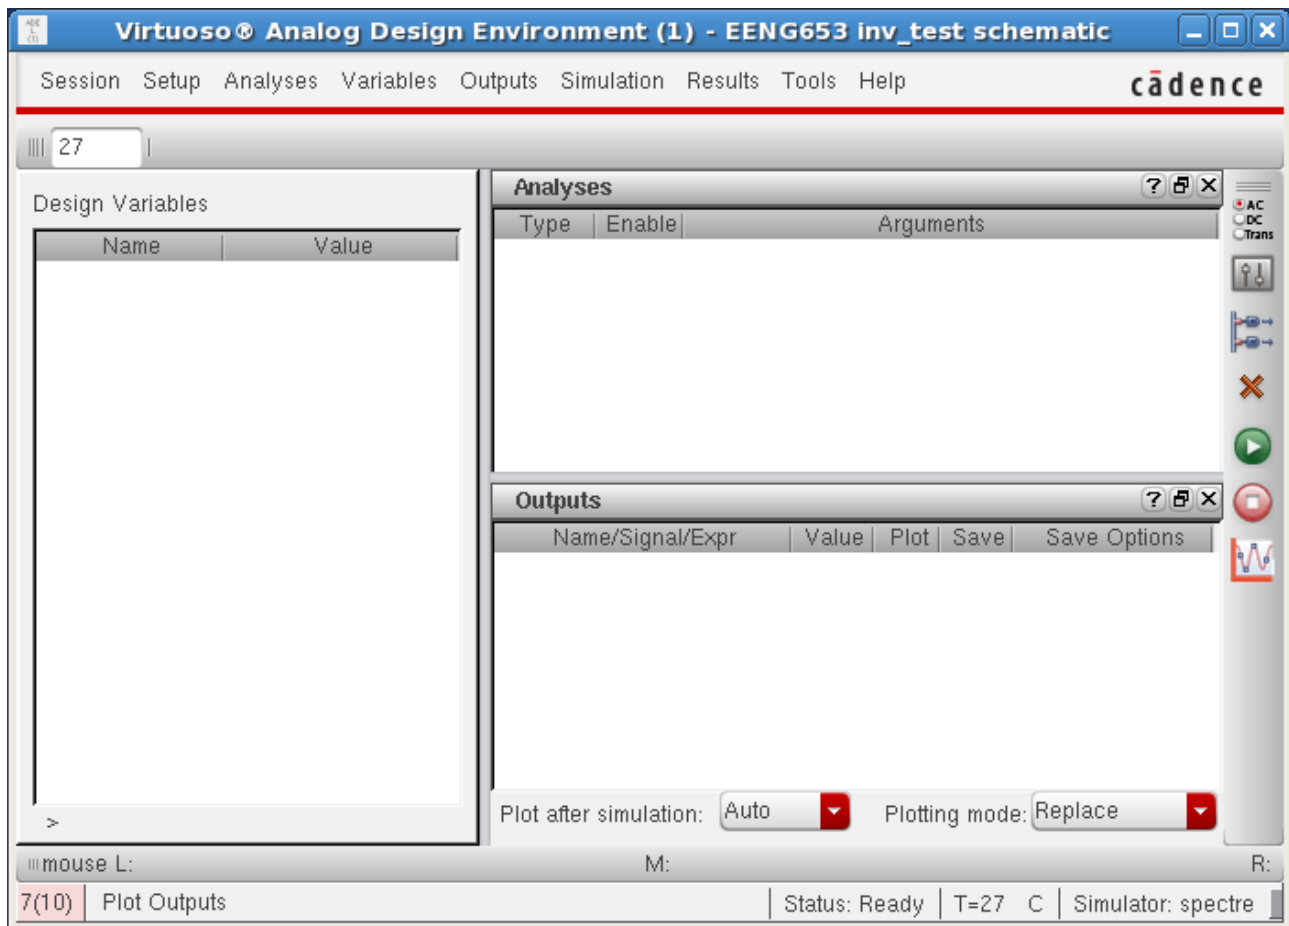 ADE L (1)
Virtuoso® Analog Design Environment (1) - EENG653 inv_test schematic
Session Setup Analyses Variables Outputs Simulation Results Tools Help cādence
27
Design Variables
Name Value
>
Analyses
Type Enable Arguments
AC
DC
Trans
Outputs
Name/Signal/Expr Value Plot Save Save Options
Plot after simulation: Auto Plotting mode: Replace
mouse L: M: R:
7(10) Plot Outputs Status: Ready T=27 C Simulator: spectre